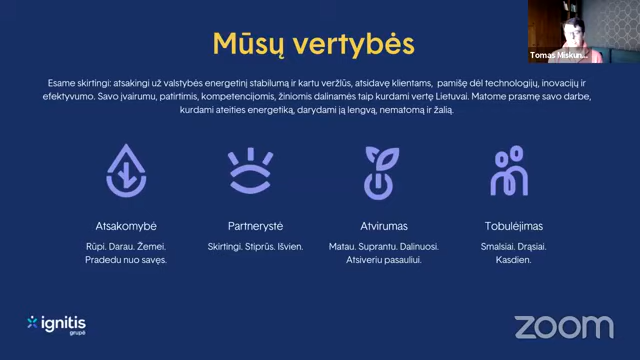 Mūsų vertybės
Tomas Miskun...
Esame skirtingi: atsakingi už valstybės energetinį stabilumą ir kartu veržlūs, atsidavę klientams, pamišę dėl technologijų, inovacijų ir
efektyvumo. Savo įvairumu, patirtimis, kompetencijomis, žiniomis dalinamės taip kurdami vertę Lietuvai. Matome prasmę savo darbe,
kurdami ateities energetiką, darydami ją lengvą, nematomą ir žalią.
Atsakomybė
Rūpi. Darau. Žemei.
Pradedu nuo savęs.
Partnerystė
Skirtingi. Stiprūs. Išvien.
Atvirumas
Matau. Suprantu. Dalinuosi.
Atsiveriu pasauliui.
Tobulėjimas
Smalsiai. Drąsiai.
Kasdien.
ignitis
grupė
zoom